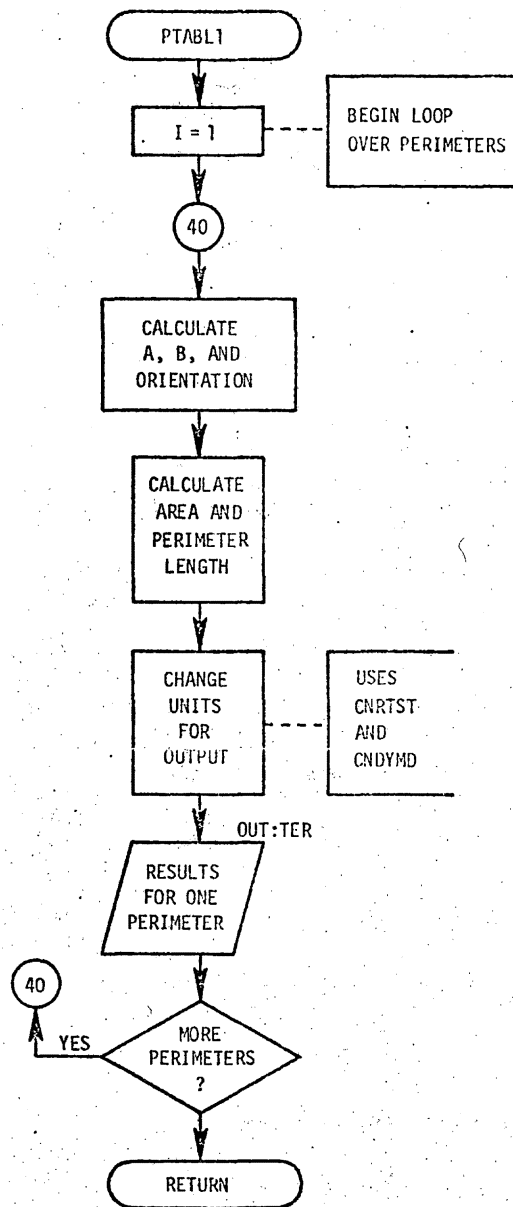 PTABL1
I = 1
BEGIN LOOP
OVER PERIMETERS
40
CALCULATE
A, B, AND
ORIENTATION
CALCULATE
AREA AND
PERIMETER
LENGTH
CHANGE
UNITS
FOR
OUTPUT
USES
CNRTST
AND
CNDYMD
OUT:TER
RESULTS
FOR ONE
PERIMETER
40
YES
MORE
PERIMETERS
?
RETURN